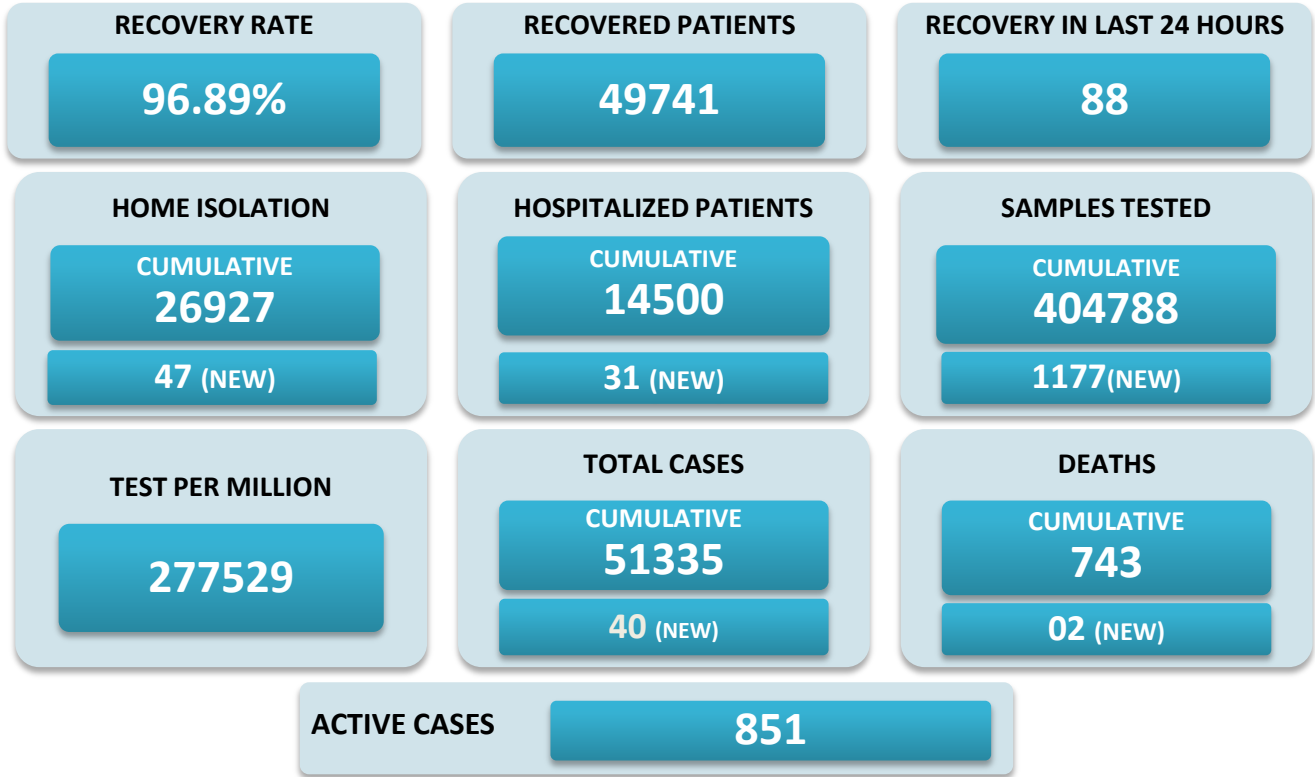 RECOVERY RATE
96.89%
RECOVERED PATIENTS
49741
RECOVERY IN LAST 24 HOURS
88
HOME ISOLATION
CUMULATIVE
26927
47 (NEW)
HOSPITALIZED PATIENTS
CUMULATIVE
14500
31 (NEW)
SAMPLES TESTED
CUMULATIVE
404788
1177(NEW)
TEST PER MILLION
277529
TOTAL CASES
CUMULATIVE
51335
40 (NEW)
DEATHS
CUMULATIVE
743
02 (NEW)
ACTIVE CASES
851